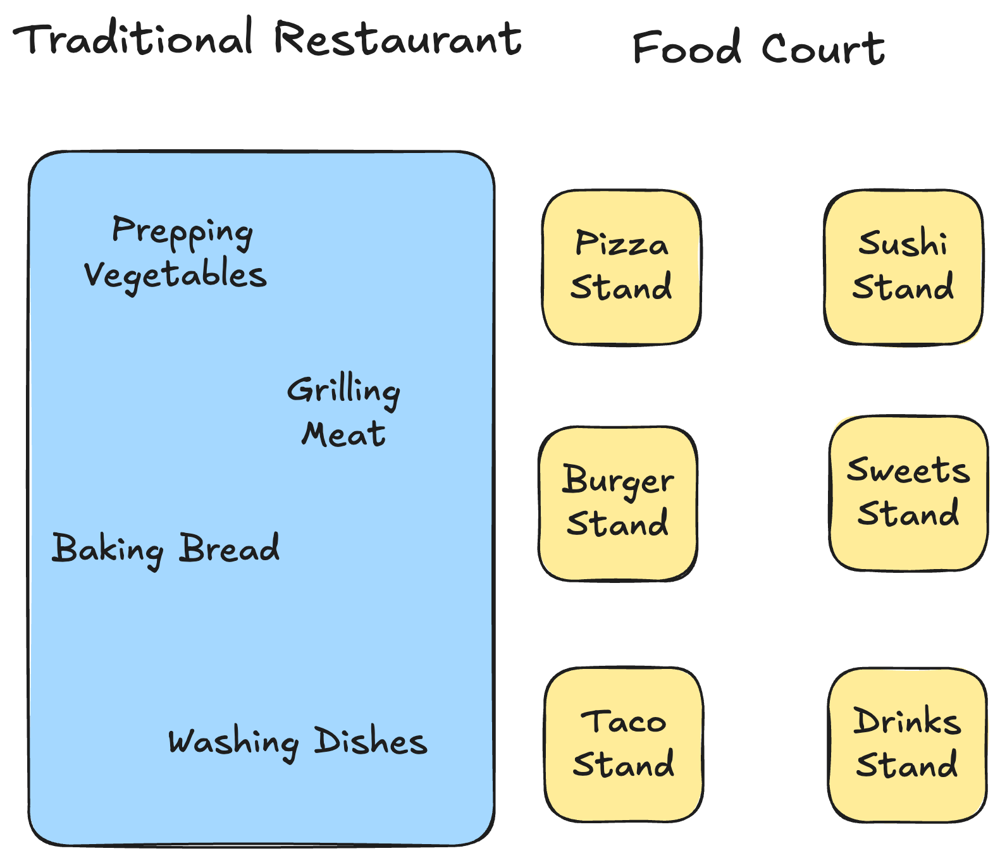 Traditional Restaurant
Food Court
Prepping
Vegetables
Grilling
Meat
Baking Bread
Washing Dishes
Pizza
Stand
Sushi
Stand
Burger
Stand
Sweets
Stand
Taco
Stand
Drinks
Stand